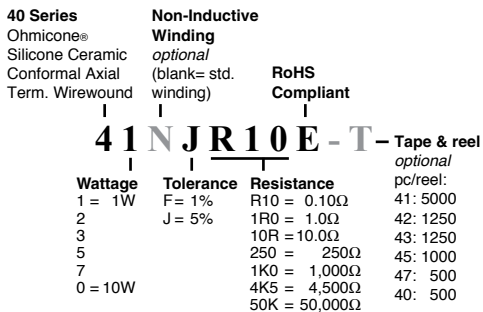 40 Series
Ohmicone®
Silicone Ceramic
Conformal Axial
Term. Wirewound
Non-Inductive
Winding
optional
(blank= std.
winding)
RoHS
Compliant
41NJR10E-T
Tape & reel
optional
pc/reel:
41: 5000
42: 1250
43: 1250
45: 1000
47: 500
40: 500
Wattage
1 = 1W
2
3
5
7
0 = 10W
Tolerance
F= 1%
J= 5%
Resistance
R10 = 0.10Ω
1R0 = 1.0Ω
10R =10.0Ω
250 = 250Ω
1K0 = 1,000Ω
4K5 = 4,500Ω
50K = 50,000Ω